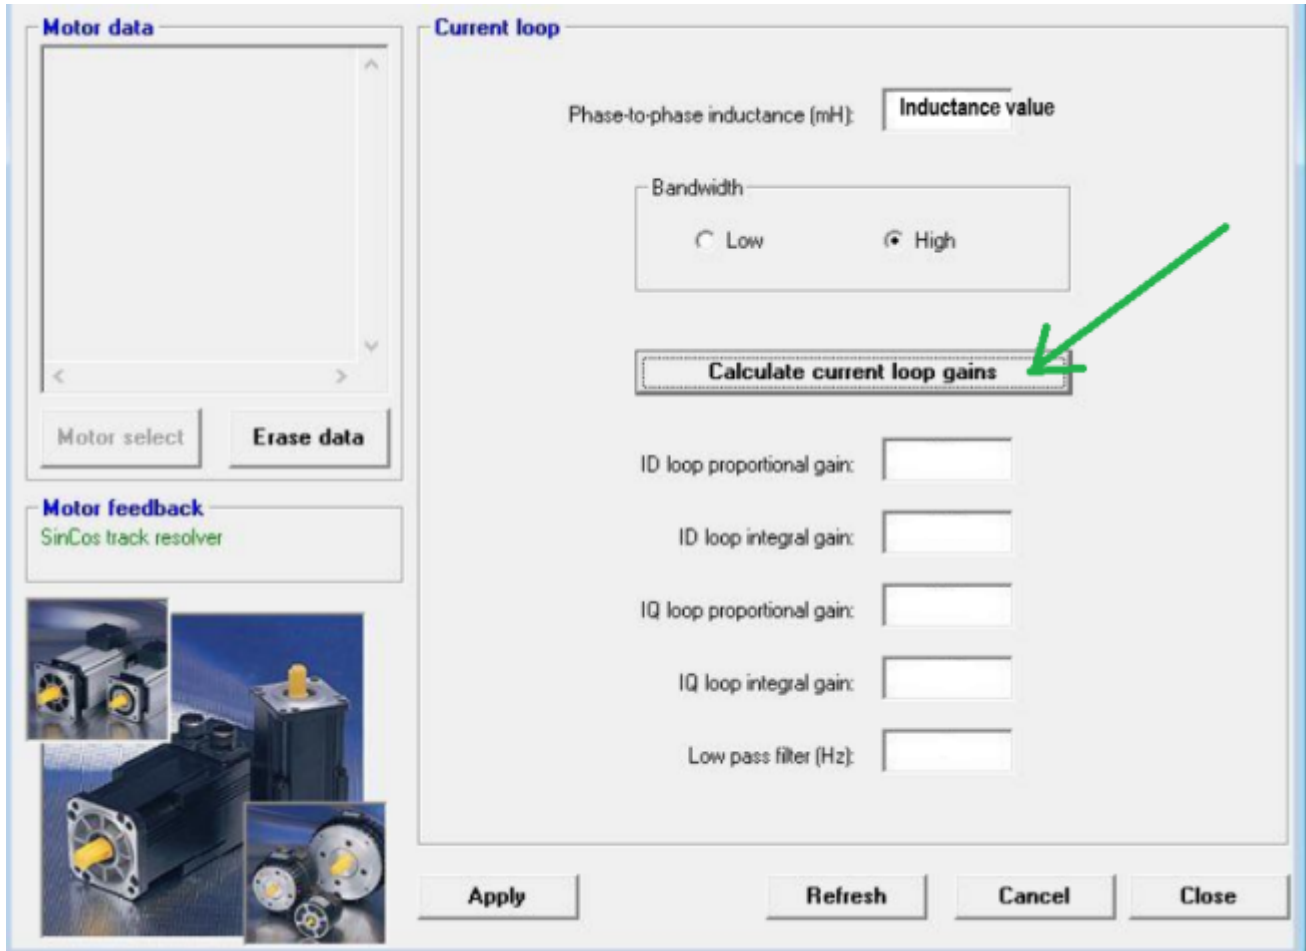 Motor data
Motor select
Erase data
Motor feedback
SinCos track resolver
Current loop
Phase-to-phase inductance (mH): Inductance value
Bandwidth
Low High
Calculate current loop gains
ID loop proportional gain:
ID loop integral gain:
IQ loop proportional gain:
IQ loop integral gain:
Low pass filter (Hz):
Apply Refresh Cancel Close